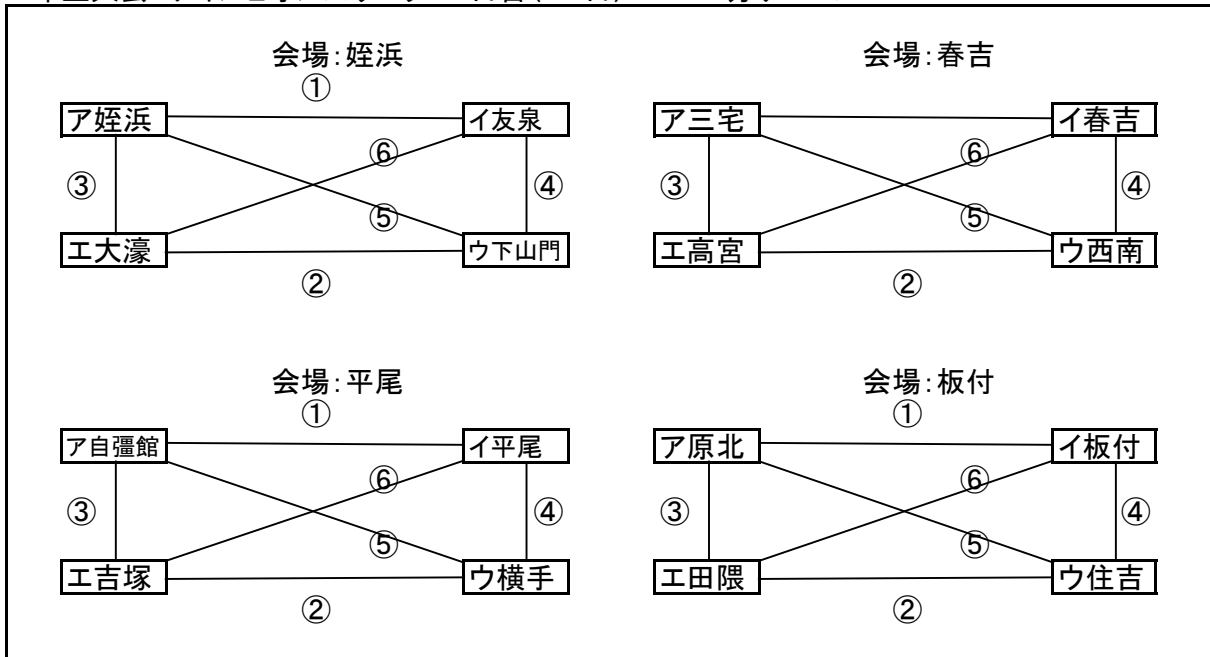 会場:姪浜
①
ア姪浜
イ友泉
⑥
③
④
⑤
エ大濠
ウ下山門
②
会場:春吉
ア三宅
イ春吉
⑥
③
④
⑤
エ高宮
ウ西南
②
会場:平尾
①
ア自彊館
イ平尾
⑥
③
④
⑤
エ吉塚
ウ横手
②
会場:板付
①
ア原北
イ板付
⑥
③
④
⑤
エ田隈
ウ住吉
②